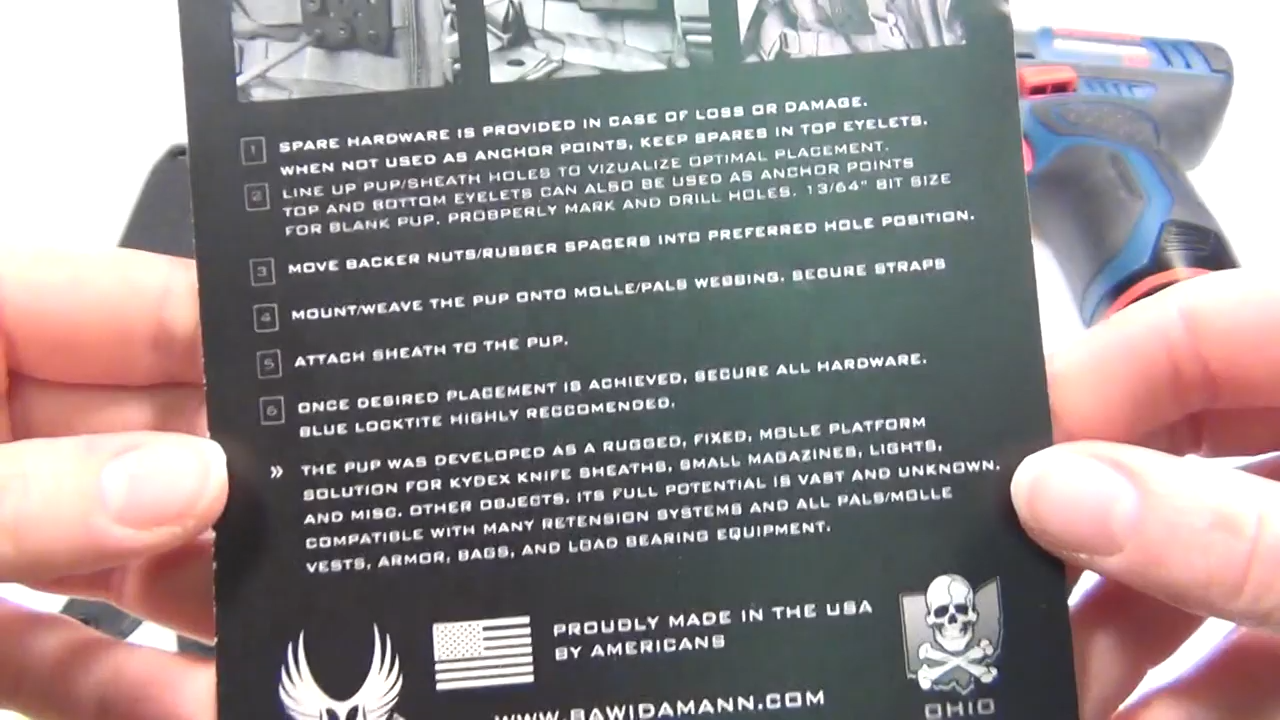 1 SPARE HARDWARE IS PROVIDED IN CASE OF LOSS OR DAMAGE.
WHEN NOT USED AS ANCHOR POINTS, KEEP SPARES IN TOP EYELETS.
2 LINE UP PUP/SHEATH HOLES TO VIZUALIZE OPTIMAL PLACEMENT.
TOP AND BOTTOM EYELETS CAN ALSO BE USED AS ANCHOR POINTS
FOR BLANK PUP. PROSPERLY MARK AND DRILL HOLES. 13/64" BIT SIZE
3 MOVE BACKER NUTS/RUBBER SPACERS INTO PREFERRED HOLE POSITION.
4 MOUNT/WEAVE THE PUP ONTO MOLLE/PALS WEBBING. SECURE STRAPS
5 ATTACH SHEATH TO THE PUP.
6 ONCE DESIRED PLACEMENT IS ACHIEVED, SECURE ALL HARDWARE.
BLUE LOCKTITE HIGHLY RECCOMENDED.
» THE PUP WAS DEVELOPED AS A RUGGED, FIXED, MOLLE PLATFORM
SOLUTION FOR KYDEX KNIFE SHEATHS, SMALL MAGAZINES, LIGHTS,
AND MISC. OTHER OBJECTS. ITS FULL POTENTIAL IS VAST AND UNKNOWN.
COMPATIBLE WITH MANY RETENSION SYSTEMS AND ALL PALS/MOLLE
VESTS, ARMOR, BAGS, AND LOAD BEARING EQUIPMENT.
PROUDLY MADE IN THE USA
BY AMERICANS
WWW.SAWIDAMANN.COM
OHIO